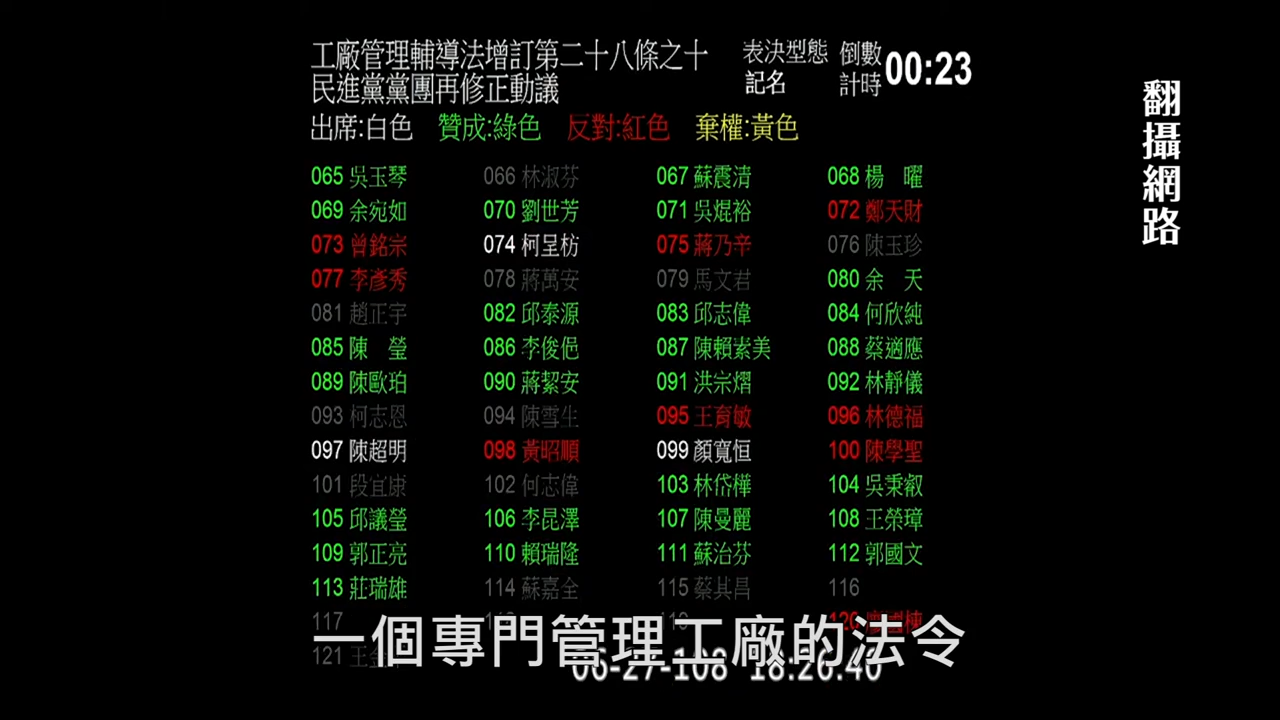 工廠管理輔導法增訂第二十八條之十
民進黨黨團再修正動議
表決型態
記名
倒數
計時
00:23
出席:白色 贊成:綠色 反對:紅色 棄權:黃色
065 吳玉琴 066 林淑芬 067 蘇震清 068 楊 曜
069 余宛如 070 劉世芳 071 吳焜裕 072 鄭天財
073 曾銘宗 074 柯呈枋 075 蔣乃辛 076 陳玉珍
077 李彥秀 078 蔣萬安 079 馬文君 080 余 天
081 趙正宇 082 邱泰源 083 邱志偉 084 何欣純
085 陳 瑩 086 李俊俋 087 陳賴素美 088 蔡適應
089 陳歐珀 090 蔣絜安 091 洪宗熠 092 林靜儀
093 柯志恩 094 陳雪生 095 王育敏 096 林德福
097 陳超明 098 黃昭順 099 顏寬恒 100 陳學聖
101 段宜康 102 何志偉 103 林岱樺 104 吳秉叡
105 邱議瑩 106 李昆澤 107 陳曼麗 108 王榮璋
109 郭正亮 110 賴瑞隆 111 蘇治芬 112 郭國文
113 莊瑞雄 114 蘇嘉全 115 蔡其昌 116
117 120 廖國棟
一個專門管理工廠的法令
121 王金
06-27-108 18:26:40
翻攝網路